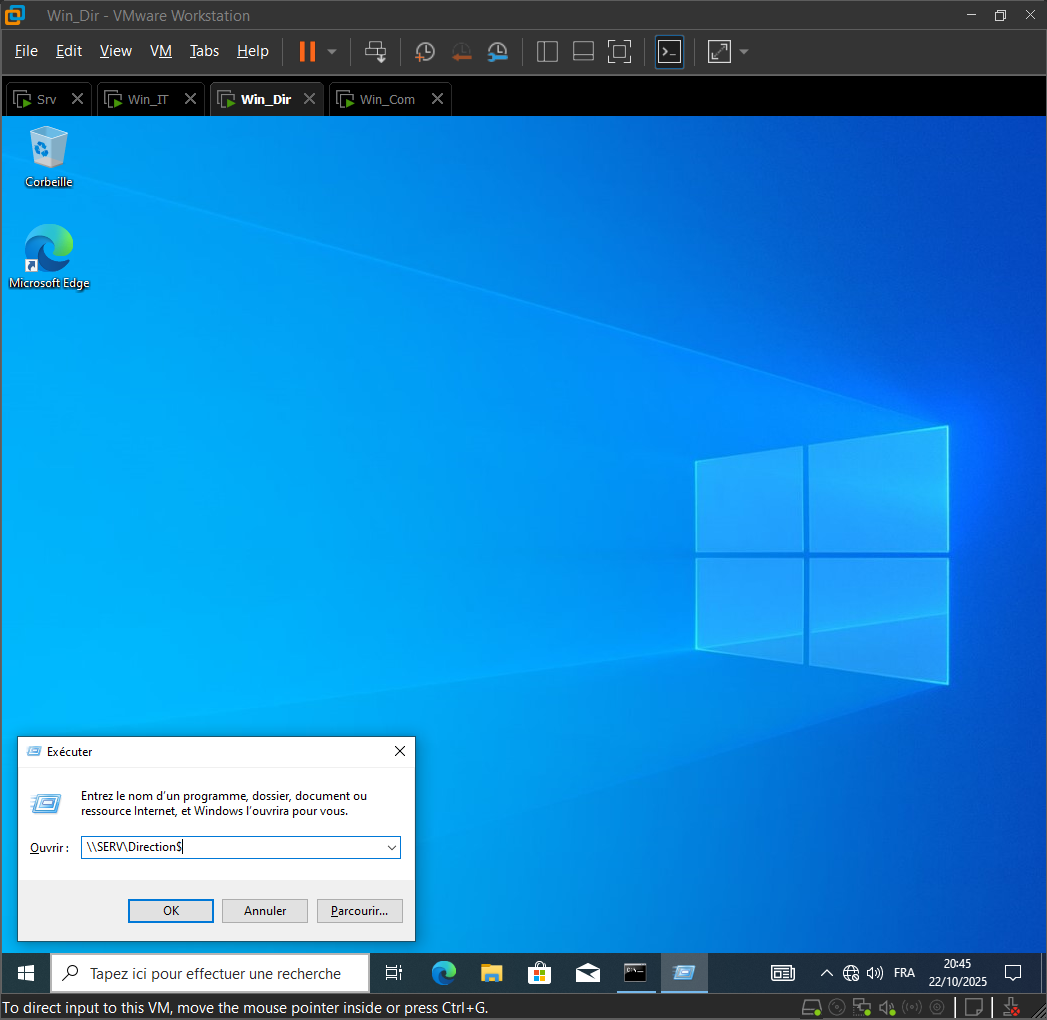 Win_Dir - VMware Workstation
File Edit View VM Tabs Help
Srv Win_IT Win_Dir Win_Com
Corbeille
Microsoft Edge
Exécuter
Entrez le nom d'un programme, dossier, document ou
ressource Internet, et Windows l'ouvrira pour vous.
Ouvrir : \\SERV\Direction$
OK Annuler Parcourir...
Tapez ici pour effectuer une recherche
FRA
20:45
22/10/2025
To direct input to this VM, move the mouse pointer inside or press Ctrl+G.